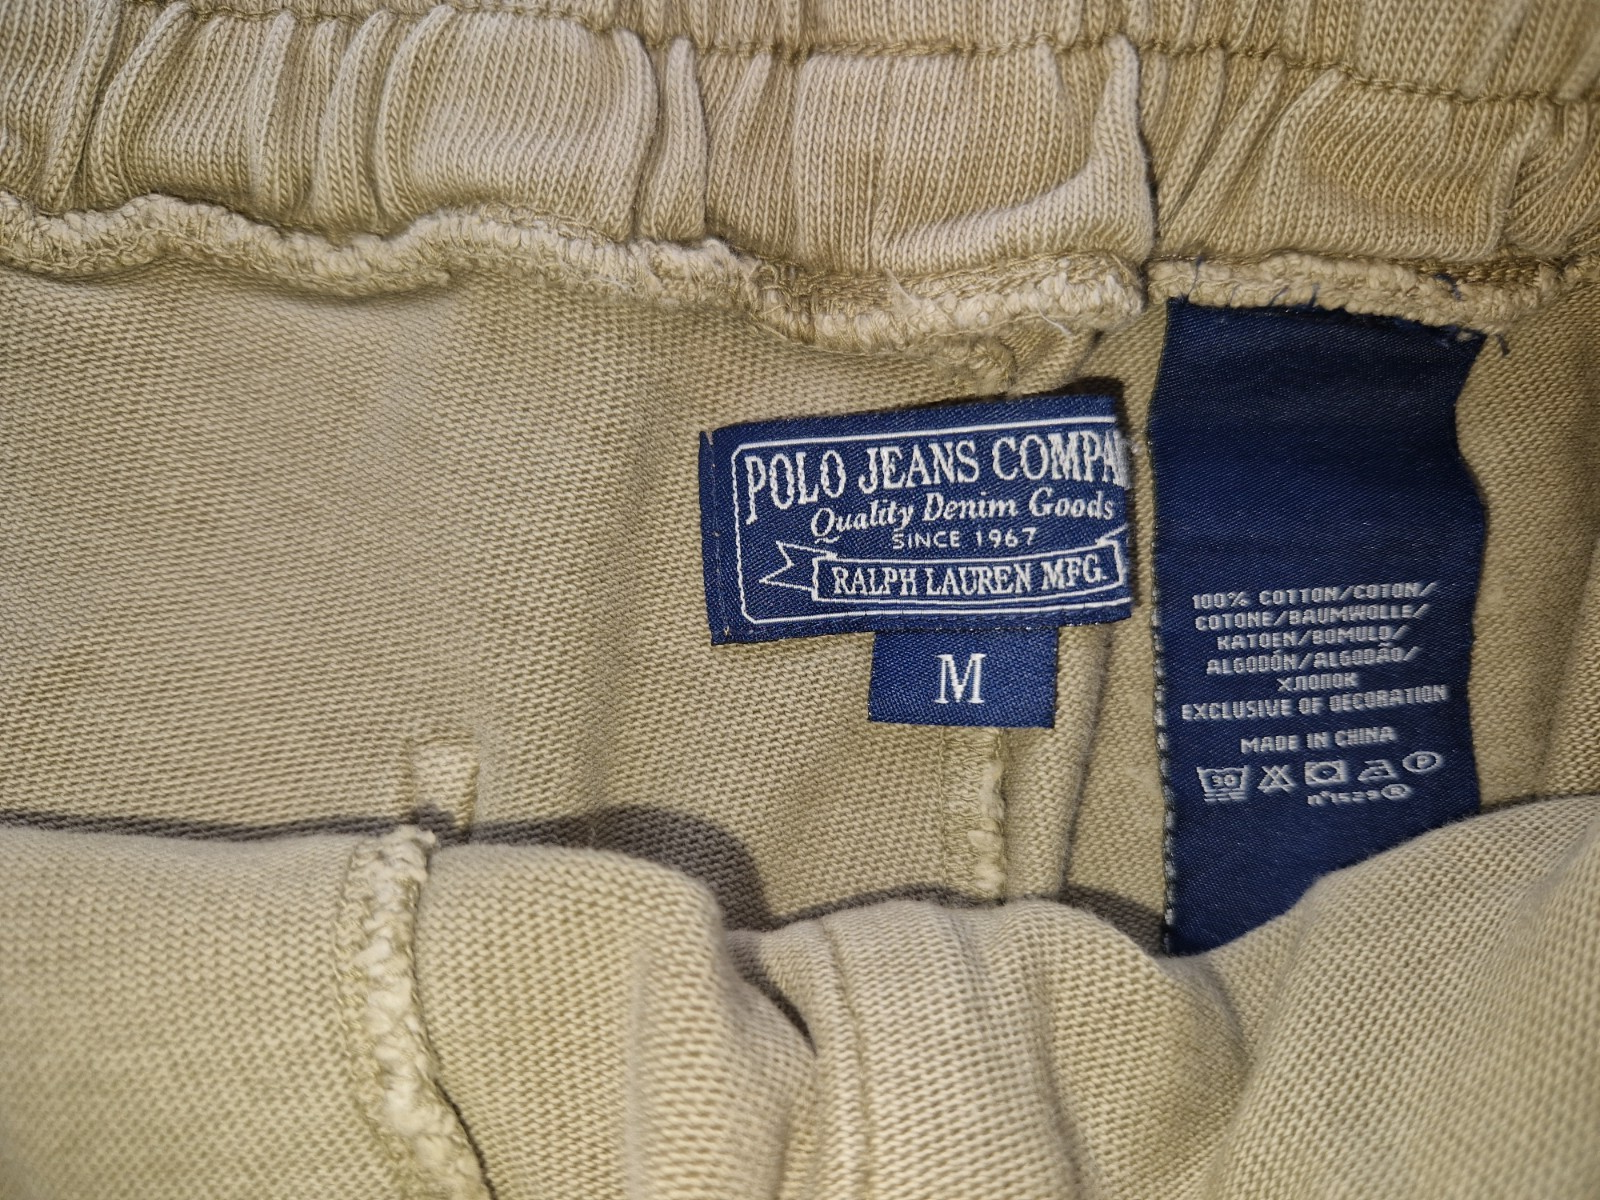 POLO JEANS COMPA
Quality Denim Goods
SINCE 1967
RALPH LAUREN MFG.
M
100% COTTON/COTON/
COTONE/BAUMWOLLE/
KATOEN/BOMULD/
ALGODÓN/ALGODÃO/
ХЛОПОК
EXCLUSIVE OF DECORATION
MADE IN CHINA
30 P